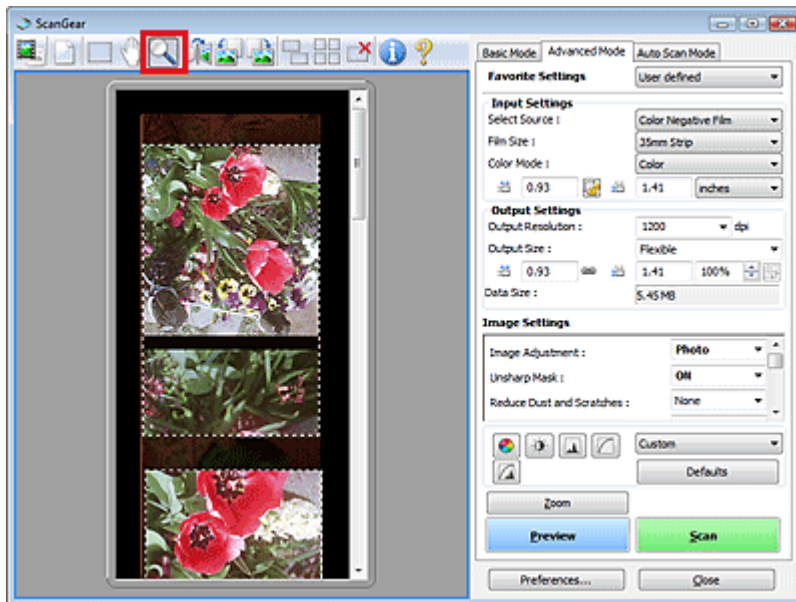 ScanGear
Basic Mode Advanced Mode Auto Scan Mode
Favorite Settings User defined
Input Settings
Select Source : Color Negative Film
Film Size : 35mm Strip
Color Mode : Color
0.93 1.41 inches
Output Settings
Output Resolution : 1200 dpi
Output Size : Flexible
0.93 1.41 100%
Data Size : 5.45 MB
Image Settings
Image Adjustment : Photo
Unsharp Mask : ON
Reduce Dust and Scratches : None
Custom
Defaults
Zoom
Preview Scan
Preferences... Close